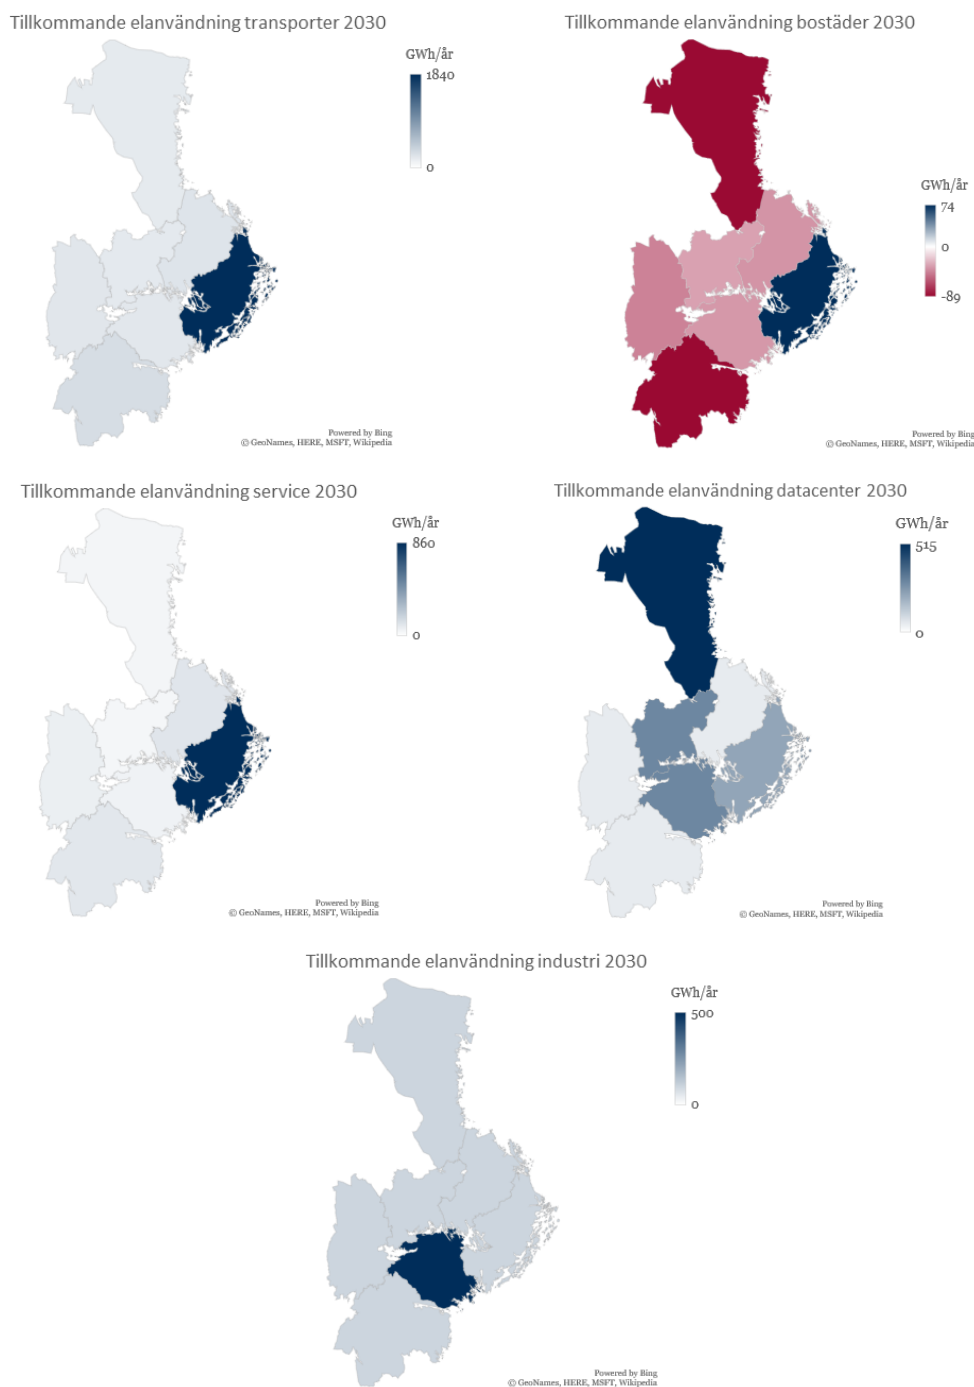 Tillkommande elanvändning transporter 2030
GWh/år
1840
0
Powered by Bing
© GeoNames, HERE, MSFT, Wikipedia
Tillkommande elanvändning bostäder 2030
GWh/år
74
0
-89
Powered by Bing
© GeoNames, HERE, MSFT, Wikipedia
Tillkommande elanvändning service 2030
GWh/år
860
0
Powered by Bing
© GeoNames, HERE, MSFT, Wikipedia
Tillkommande elanvändning datacenter 2030
GWh/år
515
0
Powered by Bing
© GeoNames, HERE, MSFT, Wikipedia
Tillkommande elanvändning industri 2030
GWh/år
500
0
Powered by Bing
© GeoNames, HERE, MSFT, Wikipedia